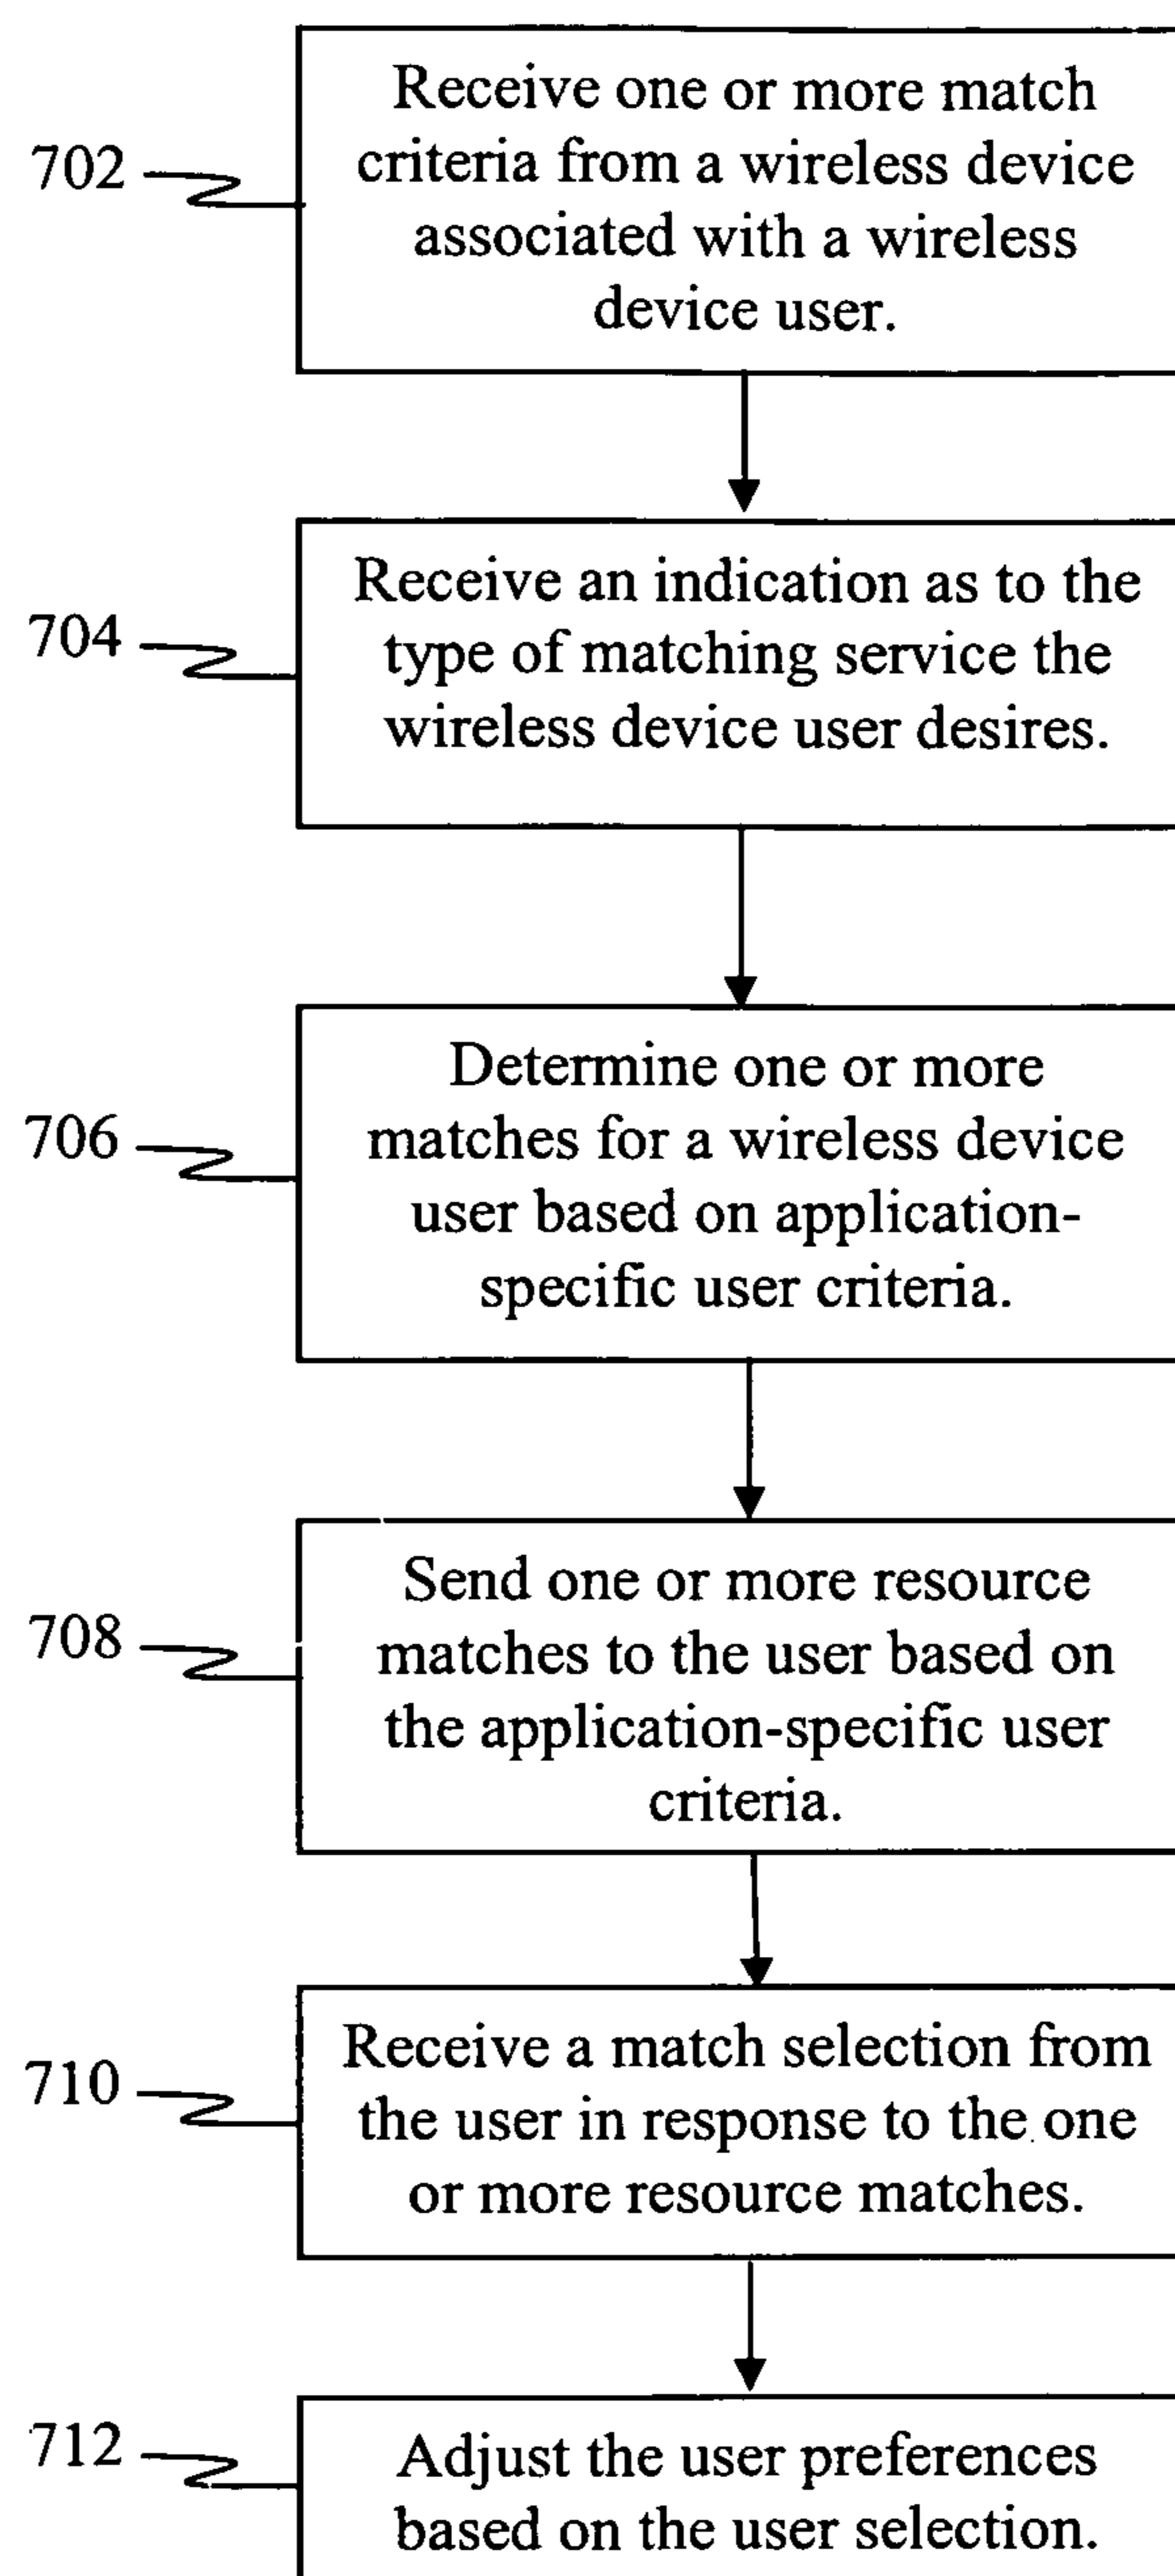 Receive one or more match
702
criteria from a wireless device
associated with a wireless
device user.
Receive an indication as to the
704
type of matching service the
wireless device user desires.
Determine one or more
706
matches for a wireless device
user based on application-
specific user criteria.
Send one or more resource
708
matches to the user based on
the application-specific user
criteria.
Receive a match selection from
710
the user in response to the one
or more resource matches.
712
Adjust the user preferences
based on the user selection.